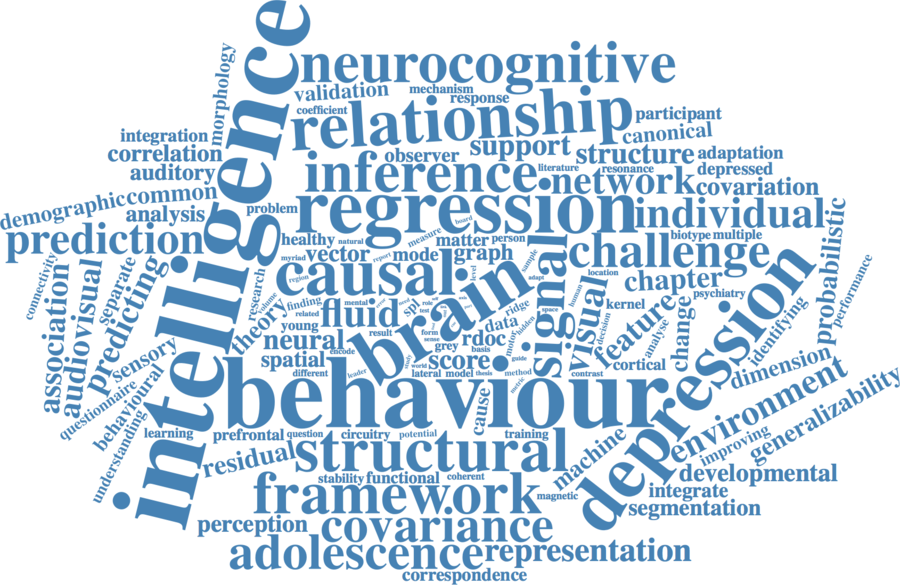 intelligence
neurocognitive
morphology
validation
mechanism
response
coefficient
relationship
participant
integration
support
canonical
correlation
observer
structure
adaptation
auditory
inference
literature
resonance
depressed
network
covariation
demographic
common
analysis
problem
regression
individual
probabilistic
prediction
healthy
natural
measure
board
matter
person
biotype
multiple
challenge
myriad
vector
report
mode
graph
connectivity
separate
research
region
causal
level
sample
signal
location
chapter
association
audiovisual
predicting
theory
volume
finding
mental
related
fluid
spl
role
adapt
human
visual
kernel
psychiatry
performance
brain
young
result
test
form
sense
data
ridge
space
decision
feature
change
identifying
sensory
neural
encode
grey
rdoc
basis
motor
hidden
analyse
depression
spatial
leader
study
world
score
guide
cortical
different
lateral
model
thesis
method
metric
contrast
dimension
questionnaire
behavioural
behaviour
cause
environment
understanding
learning
prefrontal
question
circuitry
potential
training
improving
generalizability
residual
structural
machine
stability
functional
coherent
developmental
framework
magnetic
integrate
segmentation
perception
covariance
adolescence
representation
correspondence